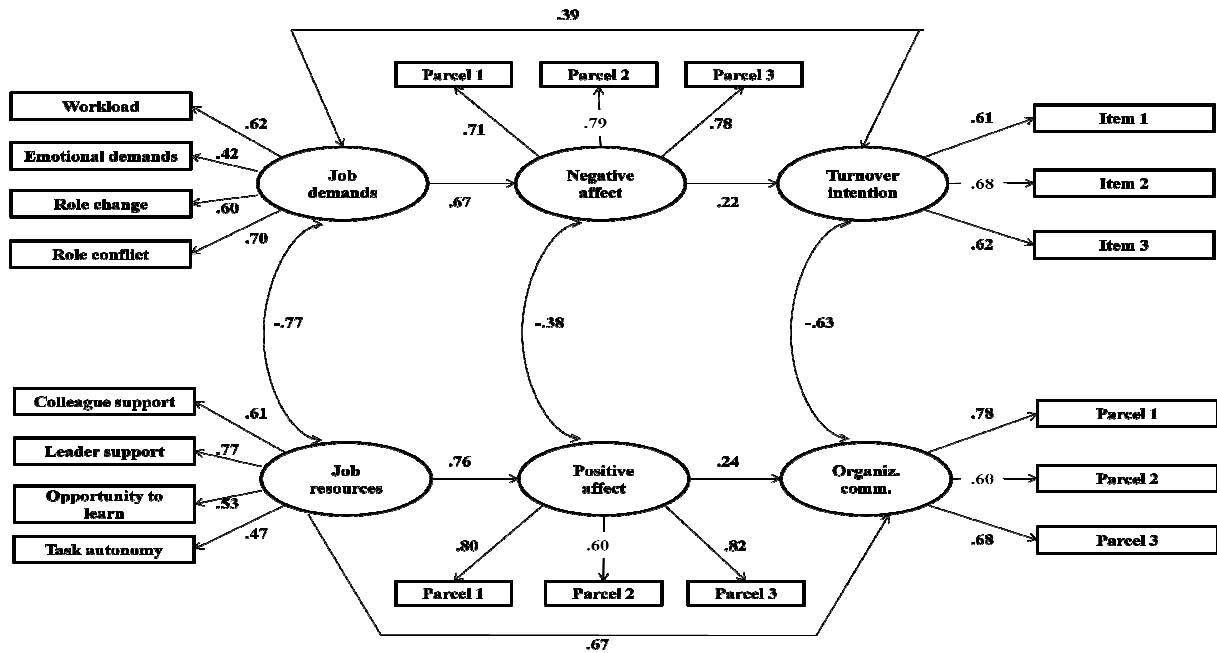 .39
Parcel 1
Parcel 2
Parcel 3
Workload
.62
.71
.79
.78
.61
Item 1
Emotional demands
.42
Job
demands
Negative
affect
Turnover
intention
.68
Item 2
Role change
.60
.67
.22
Role conflict
.70
.62
Item 3
-.77
-.38
-.63
Colleague support
.61
.78
Parcel 1
Leader support
.77
Job
resources
.76
Positive
affect
.24
Organiz.
comm.
.60
Parcel 2
Opportunity to
learn
.53
Task autonomy
.47
.80
.60
.82
.68
Parcel 3
Parcel 1
Parcel 2
Parcel 3
.67